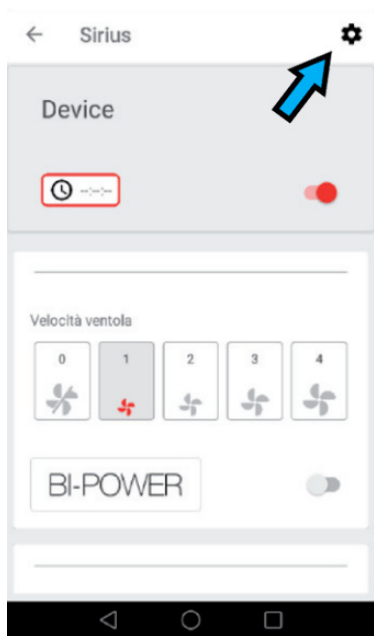 Sirius
Device
--:--:--
Velocità ventola
0 1 2 3 4
BI-POWER